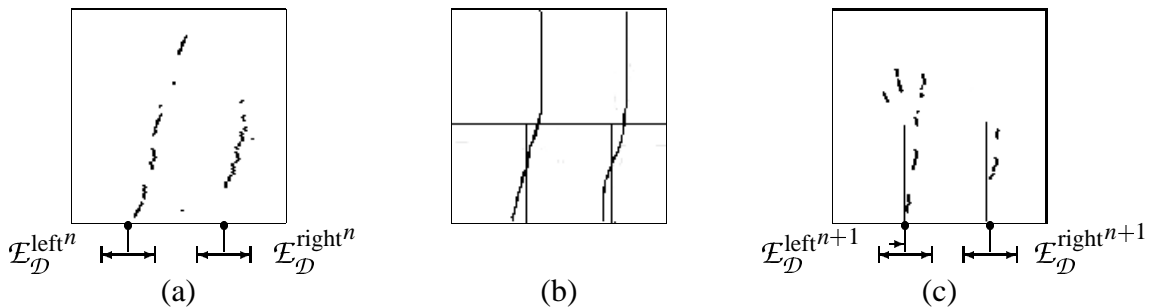 ℰ_𝒟^{left^n} ℰ_𝒟^{right^n} ℰ_𝒟^{left^{n+1}} ℰ_𝒟^{right^{n+1}}
(a) (b) (c)